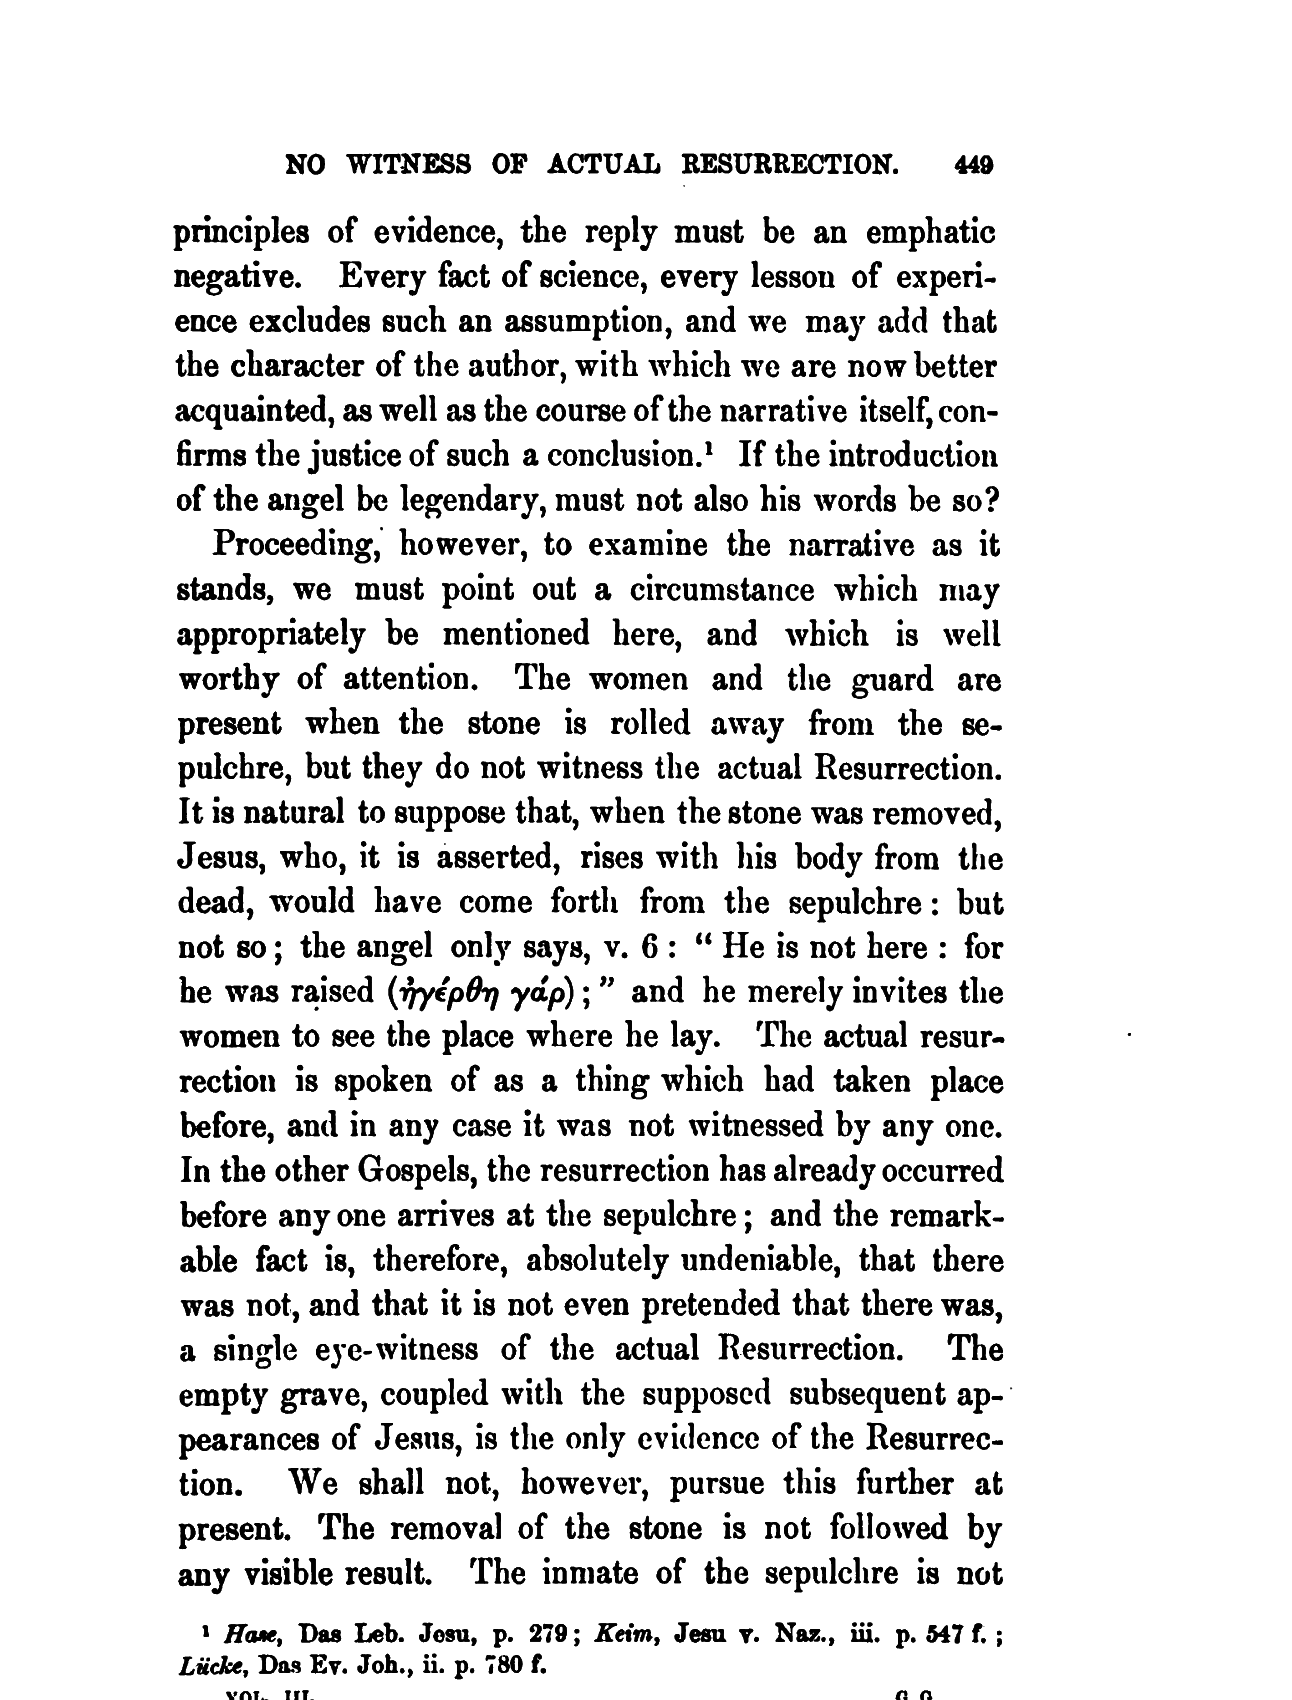 NO WITNESS OF ACTUAL RESURRECTION. 449
principles of evidence, the reply must be an emphatic
negative. Every fact of science, every lesson of experi-
ence excludes such an assumption, and we may add that
the character of the author, with which we are now better
acquainted, as well as the course of the narrative itself, con-
firms the justice of such a conclusion.¹ If the introduction
of the angel be legendary, must not also his words be so?
Proceeding, however, to examine the narrative as it
stands, we must point out a circumstance which may
appropriately be mentioned here, and which is well
worthy of attention. The women and the guard are
present when the stone is rolled away from the se-
pulchre, but they do not witness the actual Resurrection.
It is natural to suppose that, when the stone was removed,
Jesus, who, it is asserted, rises with his body from the
dead, would have come forth from the sepulchre : but
not so ; the angel only says, v. 6 : “ He is not here : for
he was raised (ἠγέρθη γάρ) ; ” and he merely invites the
women to see the place where he lay. The actual resur-
rection is spoken of as a thing which had taken place
before, and in any case it was not witnessed by any one.
In the other Gospels, the resurrection has already occurred
before any one arrives at the sepulchre ; and the remark-
able fact is, therefore, absolutely undeniable, that there
was not, and that it is not even pretended that there was,
a single eye-witness of the actual Resurrection. The
empty grave, coupled with the supposed subsequent ap-
pearances of Jesus, is the only evidence of the Resurrec-
tion. We shall not, however, pursue this further at
present. The removal of the stone is not followed by
any visible result. The inmate of the sepulchre is not
¹ Hase, Das Leb. Jesu, p. 279 ; Keim, Jesu v. Naz., iii. p. 547 f. ;
Lücke, Das Ev. Joh., ii. p. 780 f.
VOL. III. G G